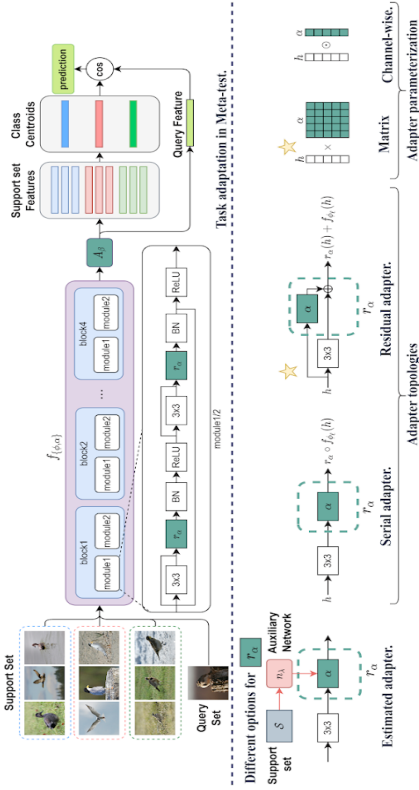 Support Set
Query
Set
f{ϕ,α}
block1
module1
module2
block2
module1
module2
...
block4
module1
module2
3x3
rα
BN
ReLU
3x3
rα
BN
ReLU
module1/2
Aβ
Support set
Features
Class
Centroids
cos
prediction
Query Feature
Task adaptation in Meta-test.
Different options for rα
Support
set
S
Auxiliary
Network
nλ
3x3
α
rα
Estimated adapter.
h
3x3
α
rα ∘ fϕl(h)
rα
Serial adapter.
h
3x3
α
rα(h) + fϕl(h)
rα
Residual adapter.
Adapter topologies
h
×
α
Matrix
h
⊙
α
Channel-wise.
Adapter parameterization